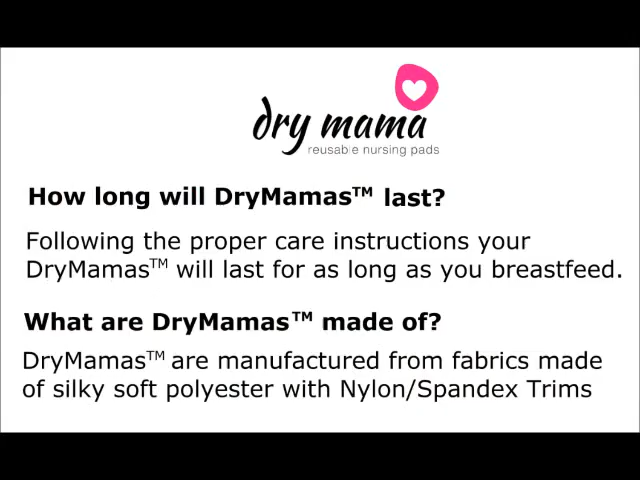 dry mama
reusable nursing pads
How long will DryMamas™ last?
Following the proper care instructions your
DryMamas™ will last for as long as you breastfeed.
What are DryMamas™ made of?
DryMamas™ are manufactured from fabrics made
of silky soft polyester with Nylon/Spandex Trims